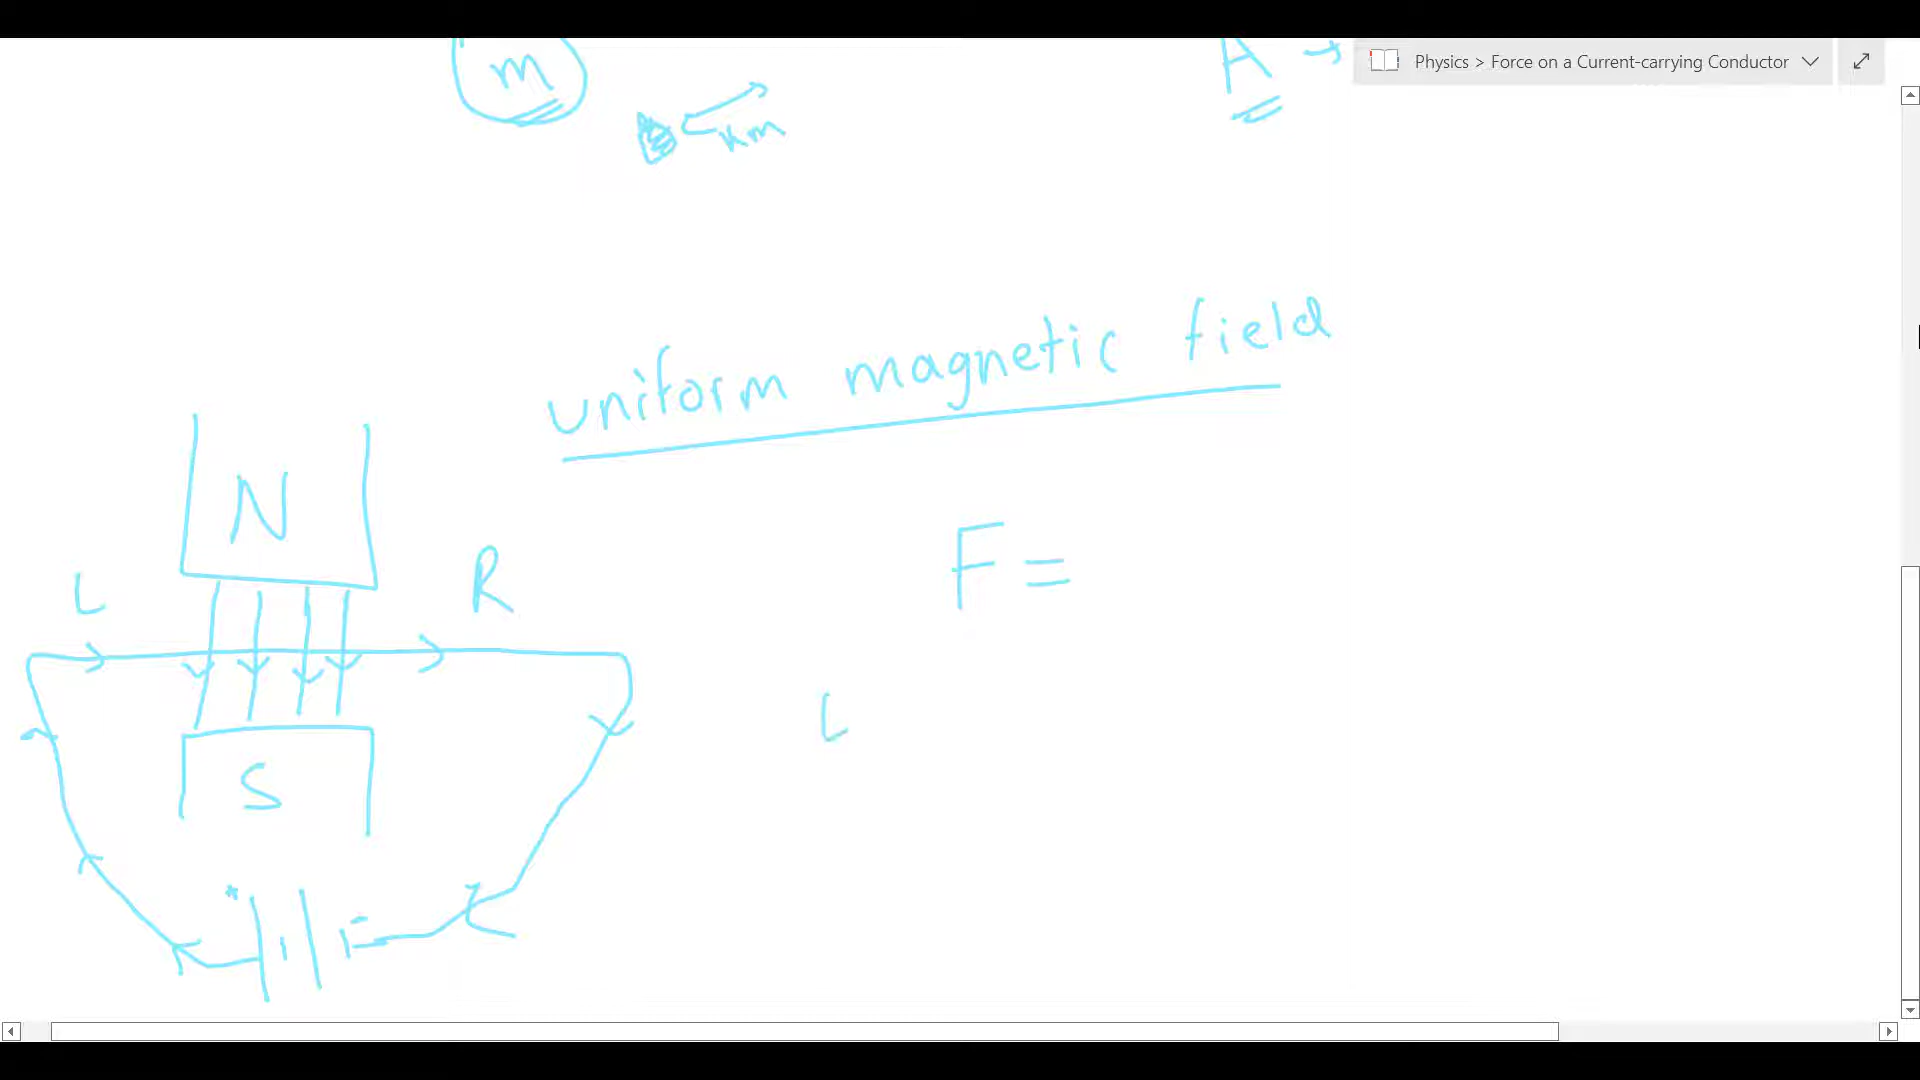 m
A →
Physics > Force on a Current-carrying Conductor
km
uniform magnetic field
N
F =
L
R
L
S